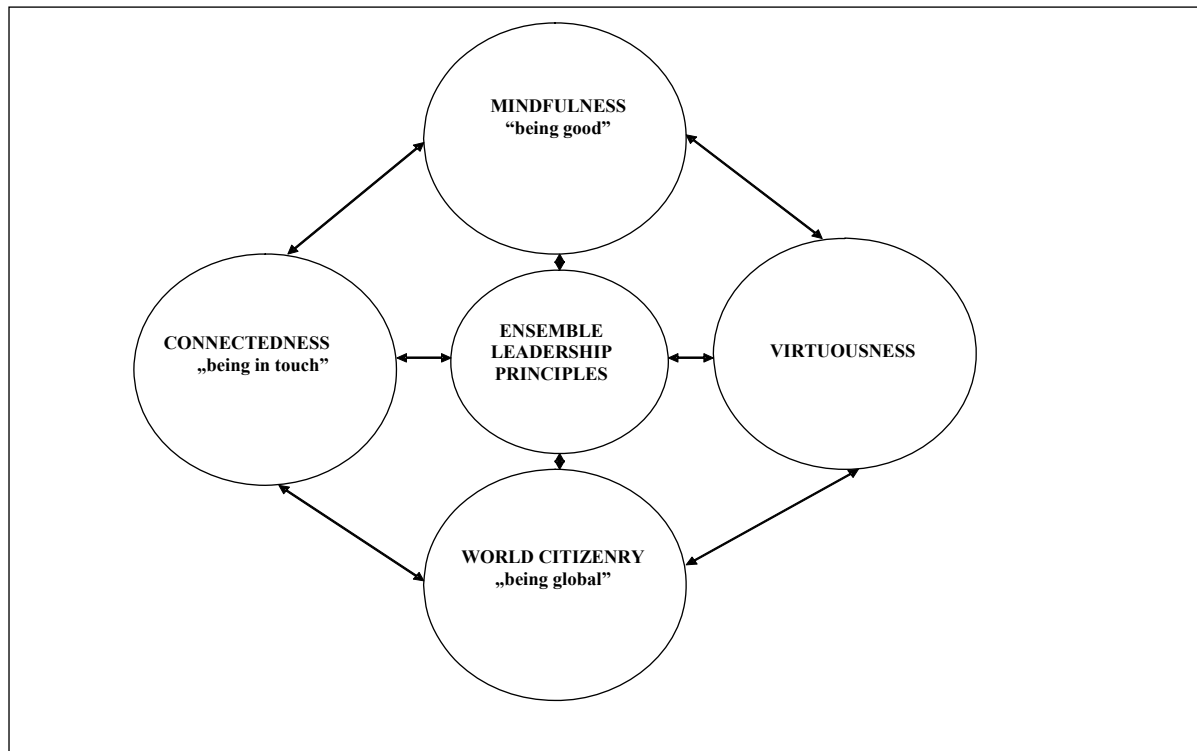 MINDFULNESS
“being good”
CONNECTEDNESS
„being in touch”
ENSEMBLE
LEADERSHIP
PRINCIPLES
VIRTUOUSNESS
WORLD CITIZENRY
„being global”